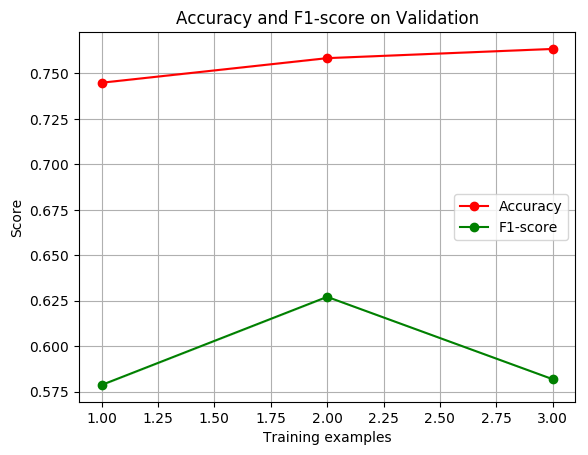 Accuracy and F1-score on Validation
Score
0.750
0.725
0.700
0.675
0.650
0.625
0.600
0.575
Accuracy
F1-score
1.00 1.25 1.50 1.75 2.00 2.25 2.50 2.75 3.00
Training examples